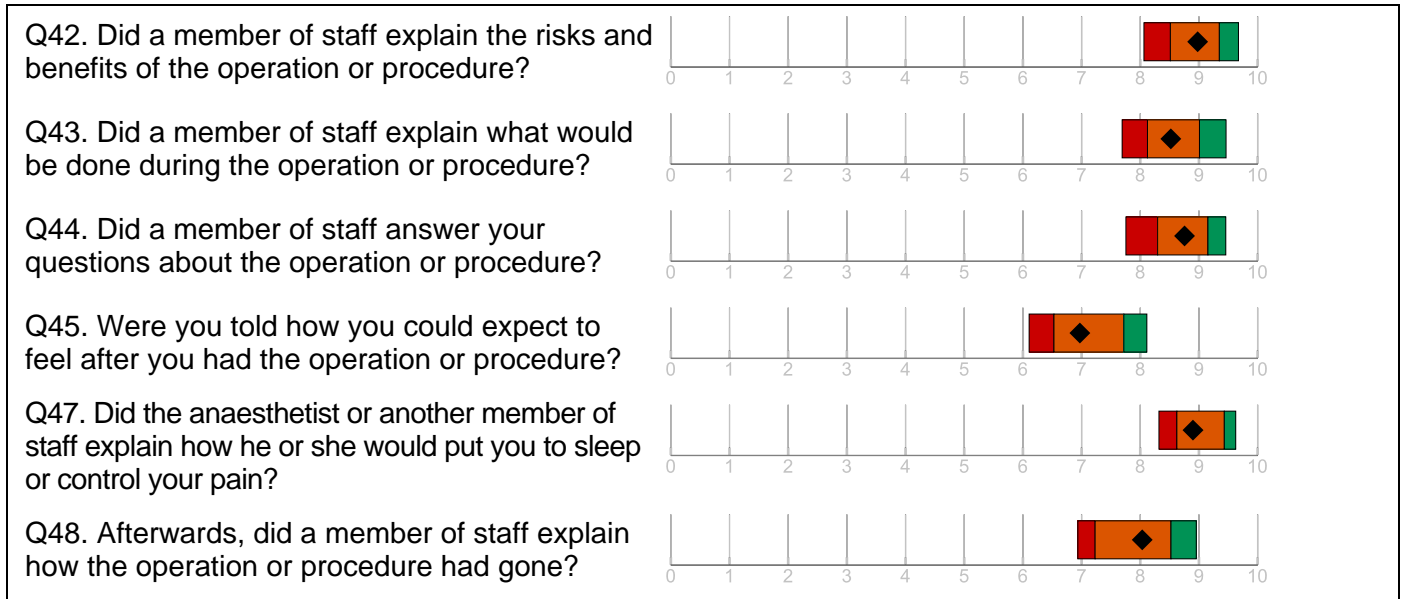 Q42. Did a member of staff explain the risks and
benefits of the operation or procedure?
0 1 2 3 4 5 6 7 8 9 10
Q43. Did a member of staff explain what would
be done during the operation or procedure?
0 1 2 3 4 5 6 7 8 9 10
Q44. Did a member of staff answer your
questions about the operation or procedure?
0 1 2 3 4 5 6 7 8 9 10
Q45. Were you told how you could expect to
feel after you had the operation or procedure?
0 1 2 3 4 5 6 7 8 9 10
Q47. Did the anaesthetist or another member of
staff explain how he or she would put you to sleep
or control your pain?
0 1 2 3 4 5 6 7 8 9 10
Q48. Afterwards, did a member of staff explain
how the operation or procedure had gone?
0 1 2 3 4 5 6 7 8 9 10